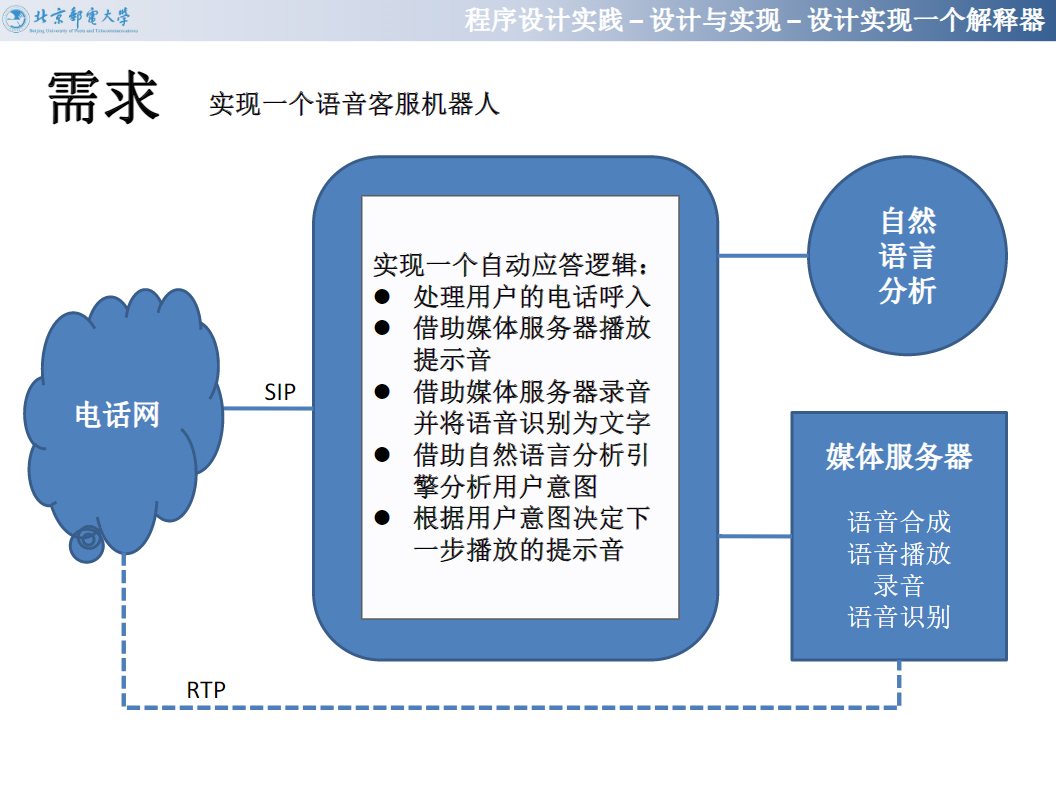 北京郵電大學
Beijing University of Posts and Telecommunications
程序设计实践 – 设计与实现 – 设计实现一个解释器
需求
实现一个语音客服机器人
实现一个自动应答逻辑：
● 处理用户的电话呼入
● 借助媒体服务器播放
提示音
● 借助媒体服务器录音
并将语音识别为文字
● 借助自然语言分析引
擎分析用户意图
● 根据用户意图决定下
一步播放的提示音
自然
语言
分析
电话网
SIP
媒体服务器
语音合成
语音播放
录音
语音识别
RTP